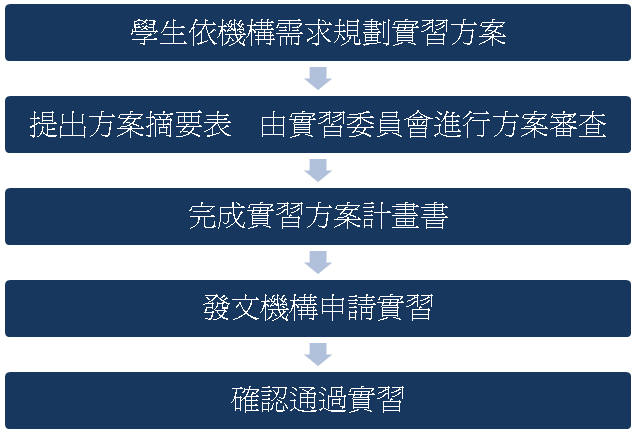 學生依機構需求規劃實習方案
提出方案摘要表　由實習委員會進行方案審查
完成實習方案計畫書
發文機構申請實習
確認通過實習